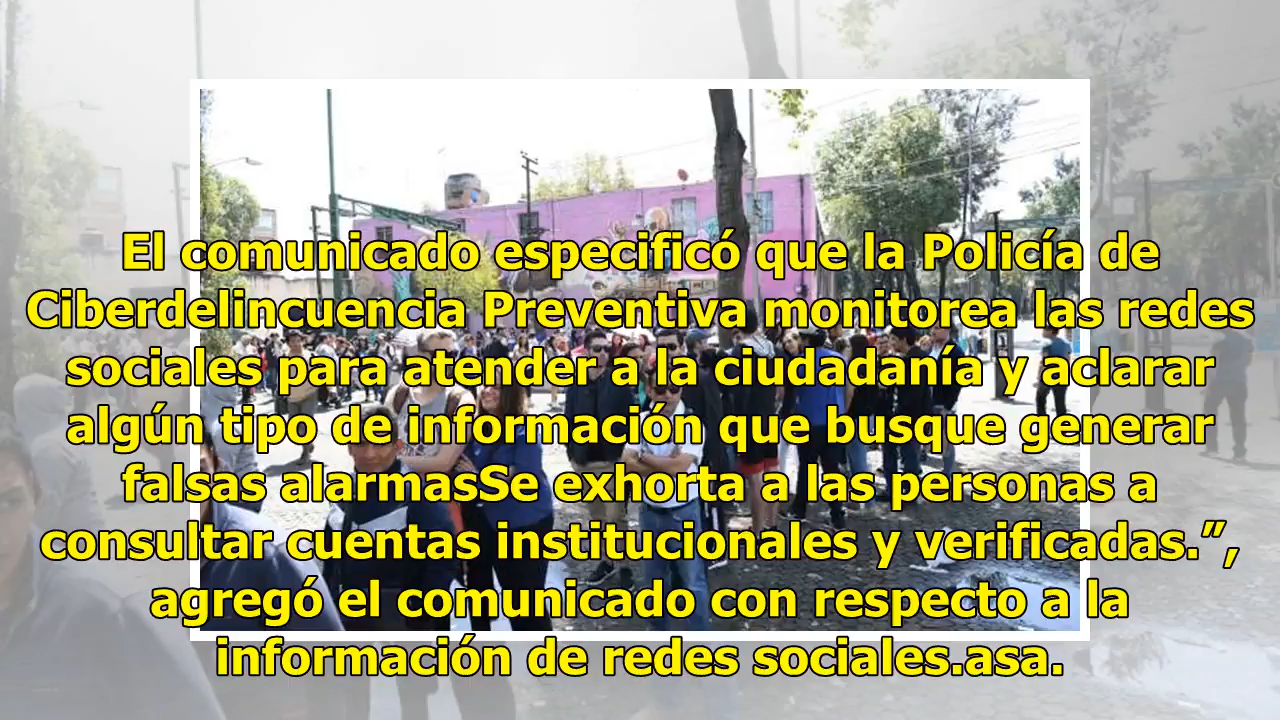 El comunicado especificó que la Policía de
Ciberdelincuencia Preventiva monitorea las redes
sociales para atender a la ciudadanía y aclarar
algún tipo de información que busque generar
falsas alarmasSe exhorta a las personas a
consultar cuentas institucionales y verificadas.”,
agregó el comunicado con respecto a la
información de redes sociales.asa.